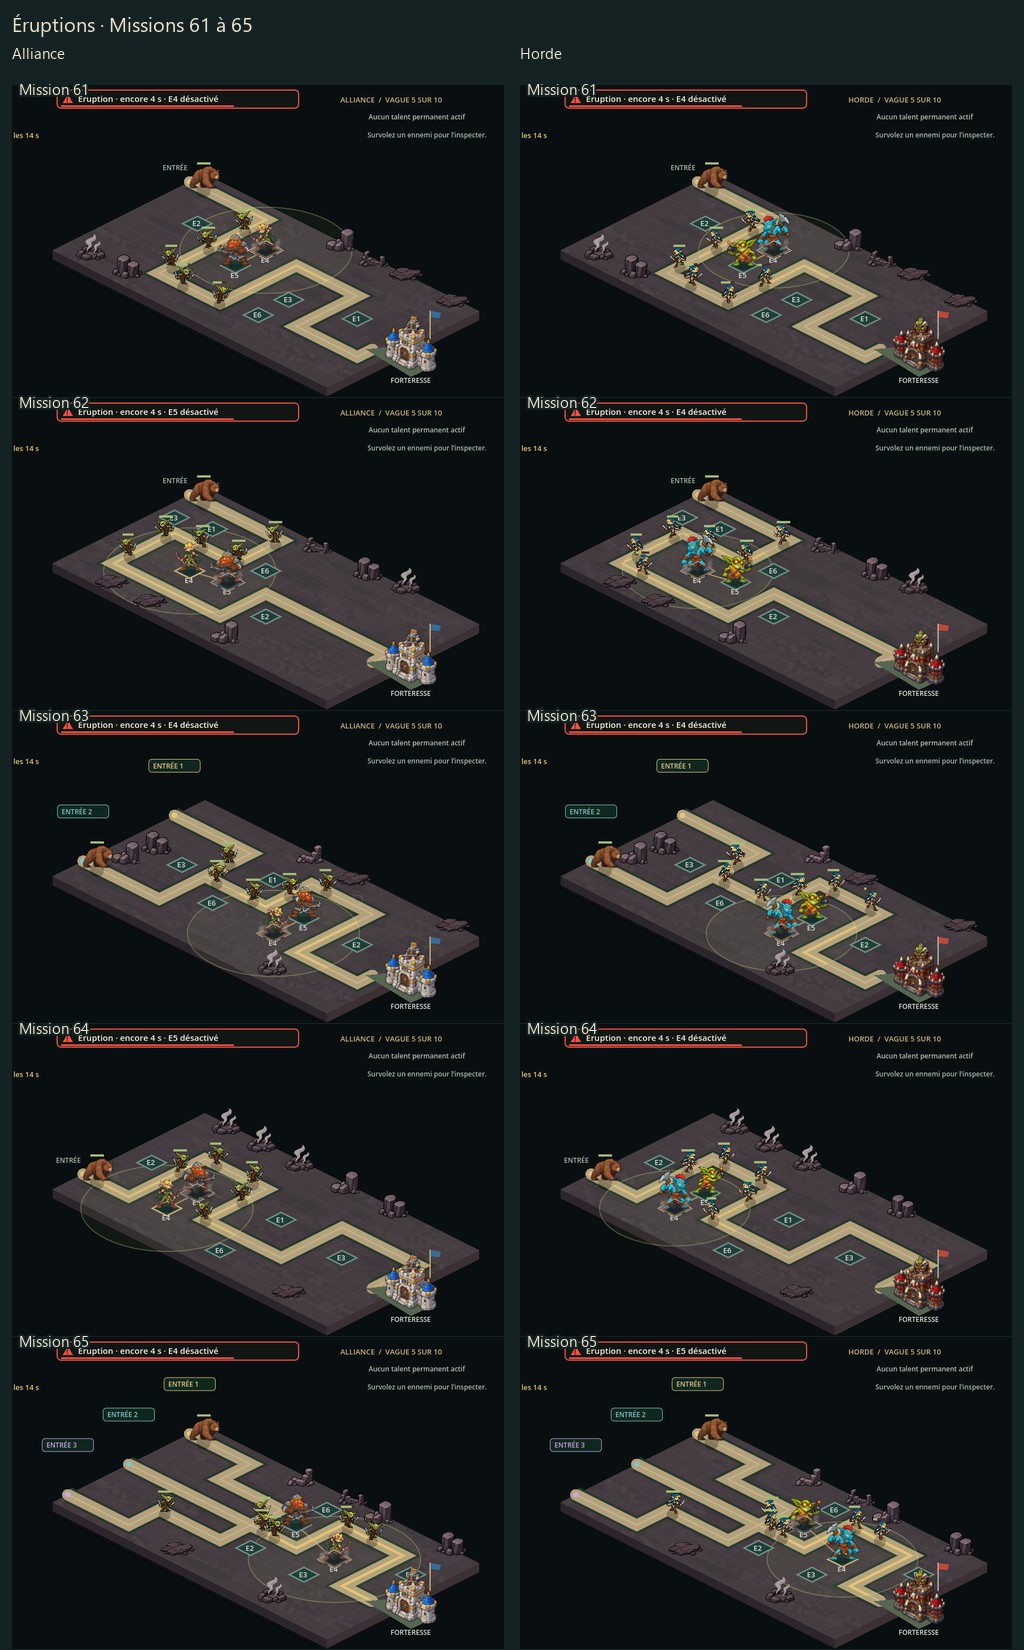 Éruptions · Missions 61 à 65
Alliance
Horde
Mission 61
Éruption · encore 4 s · E4 désactivé
ALLIANCE / VAGUE 5 SUR 10
Aucun talent permanent actif
les 14 s
Survolez un ennemi pour l'inspecter.
ENTRÉE
E2
E4
E5
E3
E6
E1
FORTERESSE
Mission 61
Éruption · encore 4 s · E4 désactivé
HORDE / VAGUE 5 SUR 10
Aucun talent permanent actif
les 14 s
Survolez un ennemi pour l'inspecter.
ENTRÉE
E2
E4
E5
E3
E6
E1
FORTERESSE
Mission 62
Éruption · encore 4 s · E5 désactivé
ALLIANCE / VAGUE 5 SUR 10
Aucun talent permanent actif
les 14 s
Survolez un ennemi pour l'inspecter.
ENTRÉE
E3
E1
E6
E4
E5
E2
FORTERESSE
Mission 62
Éruption · encore 4 s · E4 désactivé
HORDE / VAGUE 5 SUR 10
Aucun talent permanent actif
les 14 s
Survolez un ennemi pour l'inspecter.
ENTRÉE
E3
E1
E6
E4
E5
E2
FORTERESSE
Mission 63
Éruption · encore 4 s · E4 désactivé
ALLIANCE / VAGUE 5 SUR 10
Aucun talent permanent actif
les 14 s
Survolez un ennemi pour l'inspecter.
ENTRÉE 1
ENTRÉE 2
E3
E1
E6
E5
E4
E2
FORTERESSE
Mission 63
Éruption · encore 4 s · E4 désactivé
HORDE / VAGUE 5 SUR 10
Aucun talent permanent actif
les 14 s
Survolez un ennemi pour l'inspecter.
ENTRÉE 1
ENTRÉE 2
E3
E1
E6
E5
E4
E2
FORTERESSE
Mission 64
Éruption · encore 4 s · E5 désactivé
ALLIANCE / VAGUE 5 SUR 10
Aucun talent permanent actif
les 14 s
Survolez un ennemi pour l'inspecter.
ENTRÉE
E2
E4
E1
E6
E3
FORTERESSE
Mission 64
Éruption · encore 4 s · E4 désactivé
HORDE / VAGUE 5 SUR 10
Aucun talent permanent actif
les 14 s
Survolez un ennemi pour l'inspecter.
ENTRÉE
E2
E4
E1
E6
E3
FORTERESSE
Mission 65
Éruption · encore 4 s · E4 désactivé
ALLIANCE / VAGUE 5 SUR 10
Aucun talent permanent actif
les 14 s
Survolez un ennemi pour l'inspecter.
ENTRÉE 1
ENTRÉE 2
ENTRÉE 3
E6
E5
E2
E4
E3
FORTERESSE
Mission 65
Éruption · encore 4 s · E5 désactivé
HORDE / VAGUE 5 SUR 10
Aucun talent permanent actif
les 14 s
Survolez un ennemi pour l'inspecter.
ENTRÉE 1
ENTRÉE 2
ENTRÉE 3
E6
E5
E2
E4
E3
FORTERESSE